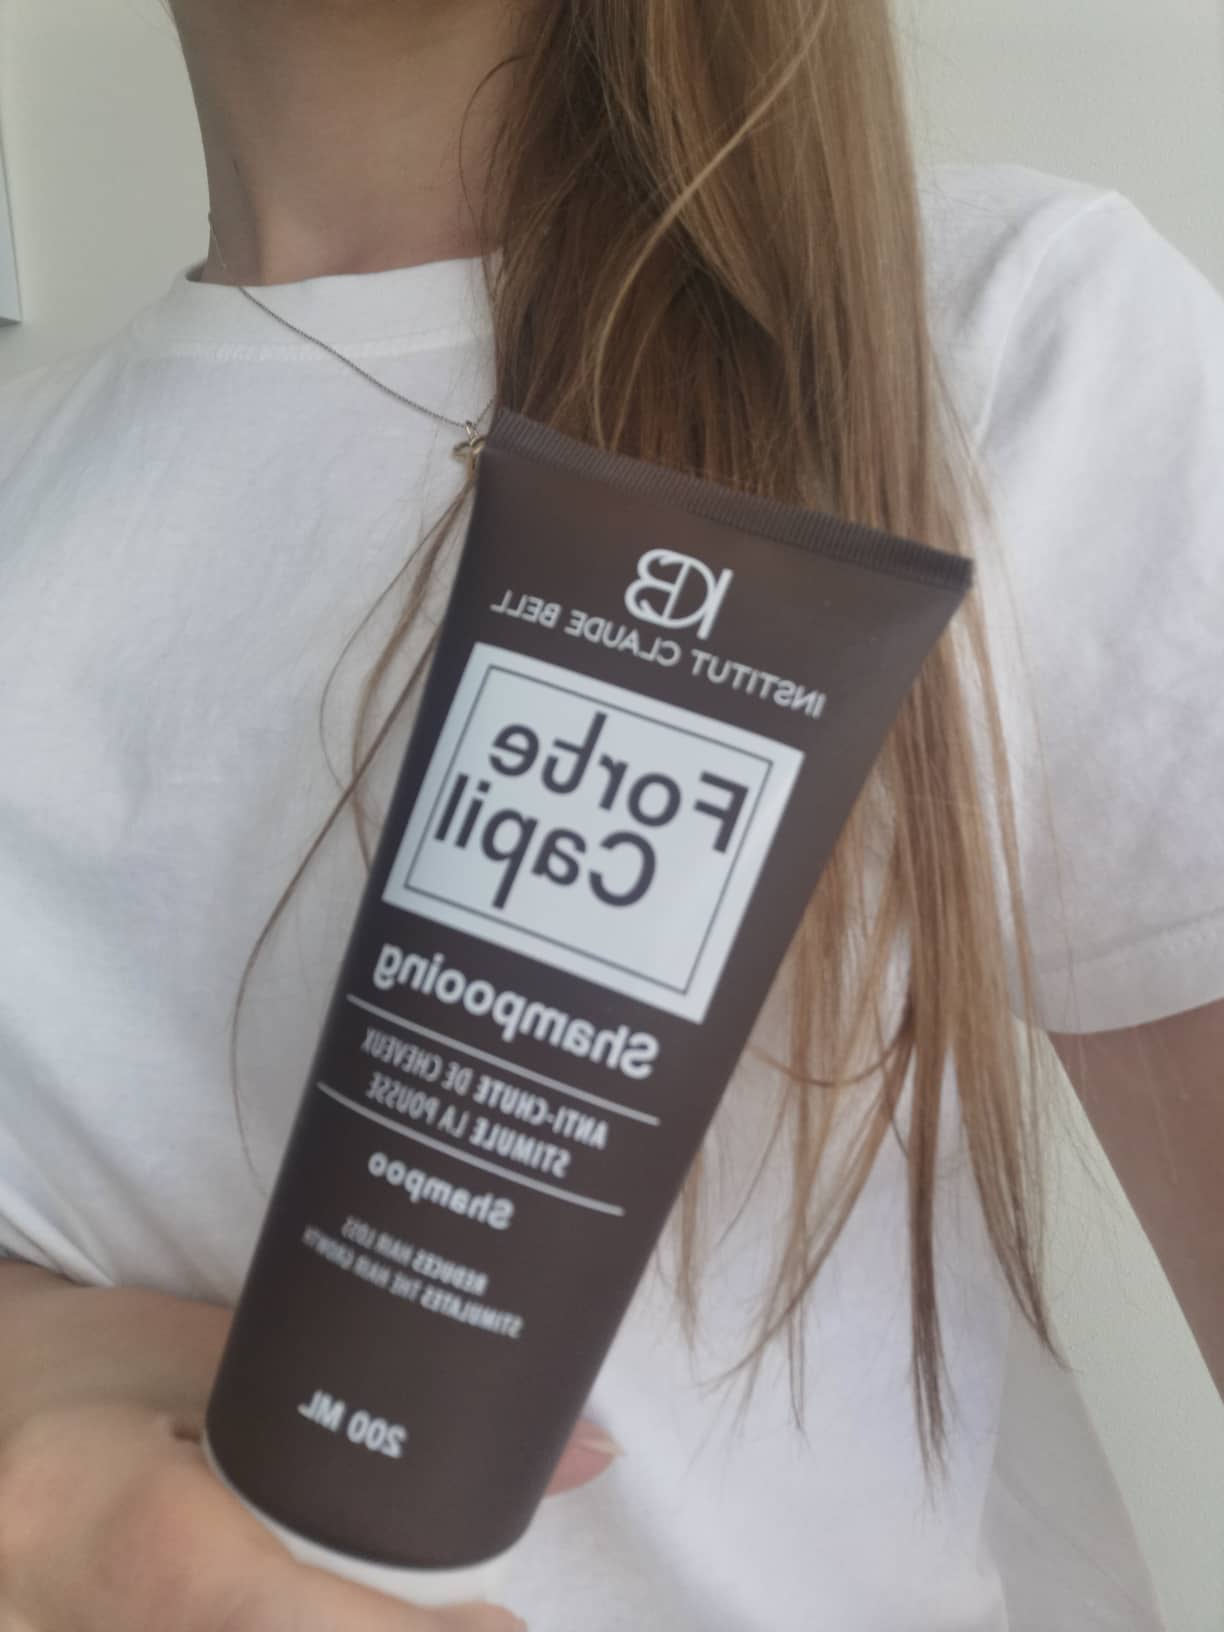 ICB
INSTITUT CLAUDE BELL
Forte
Capil
Shampooing
ANTI-CHUTE DE CHEVEUX
STIMULE LA POUSSE
Shampoo
REDUCES HAIR LOSS
STIMULATES THE HAIR GROWTH
200 ML